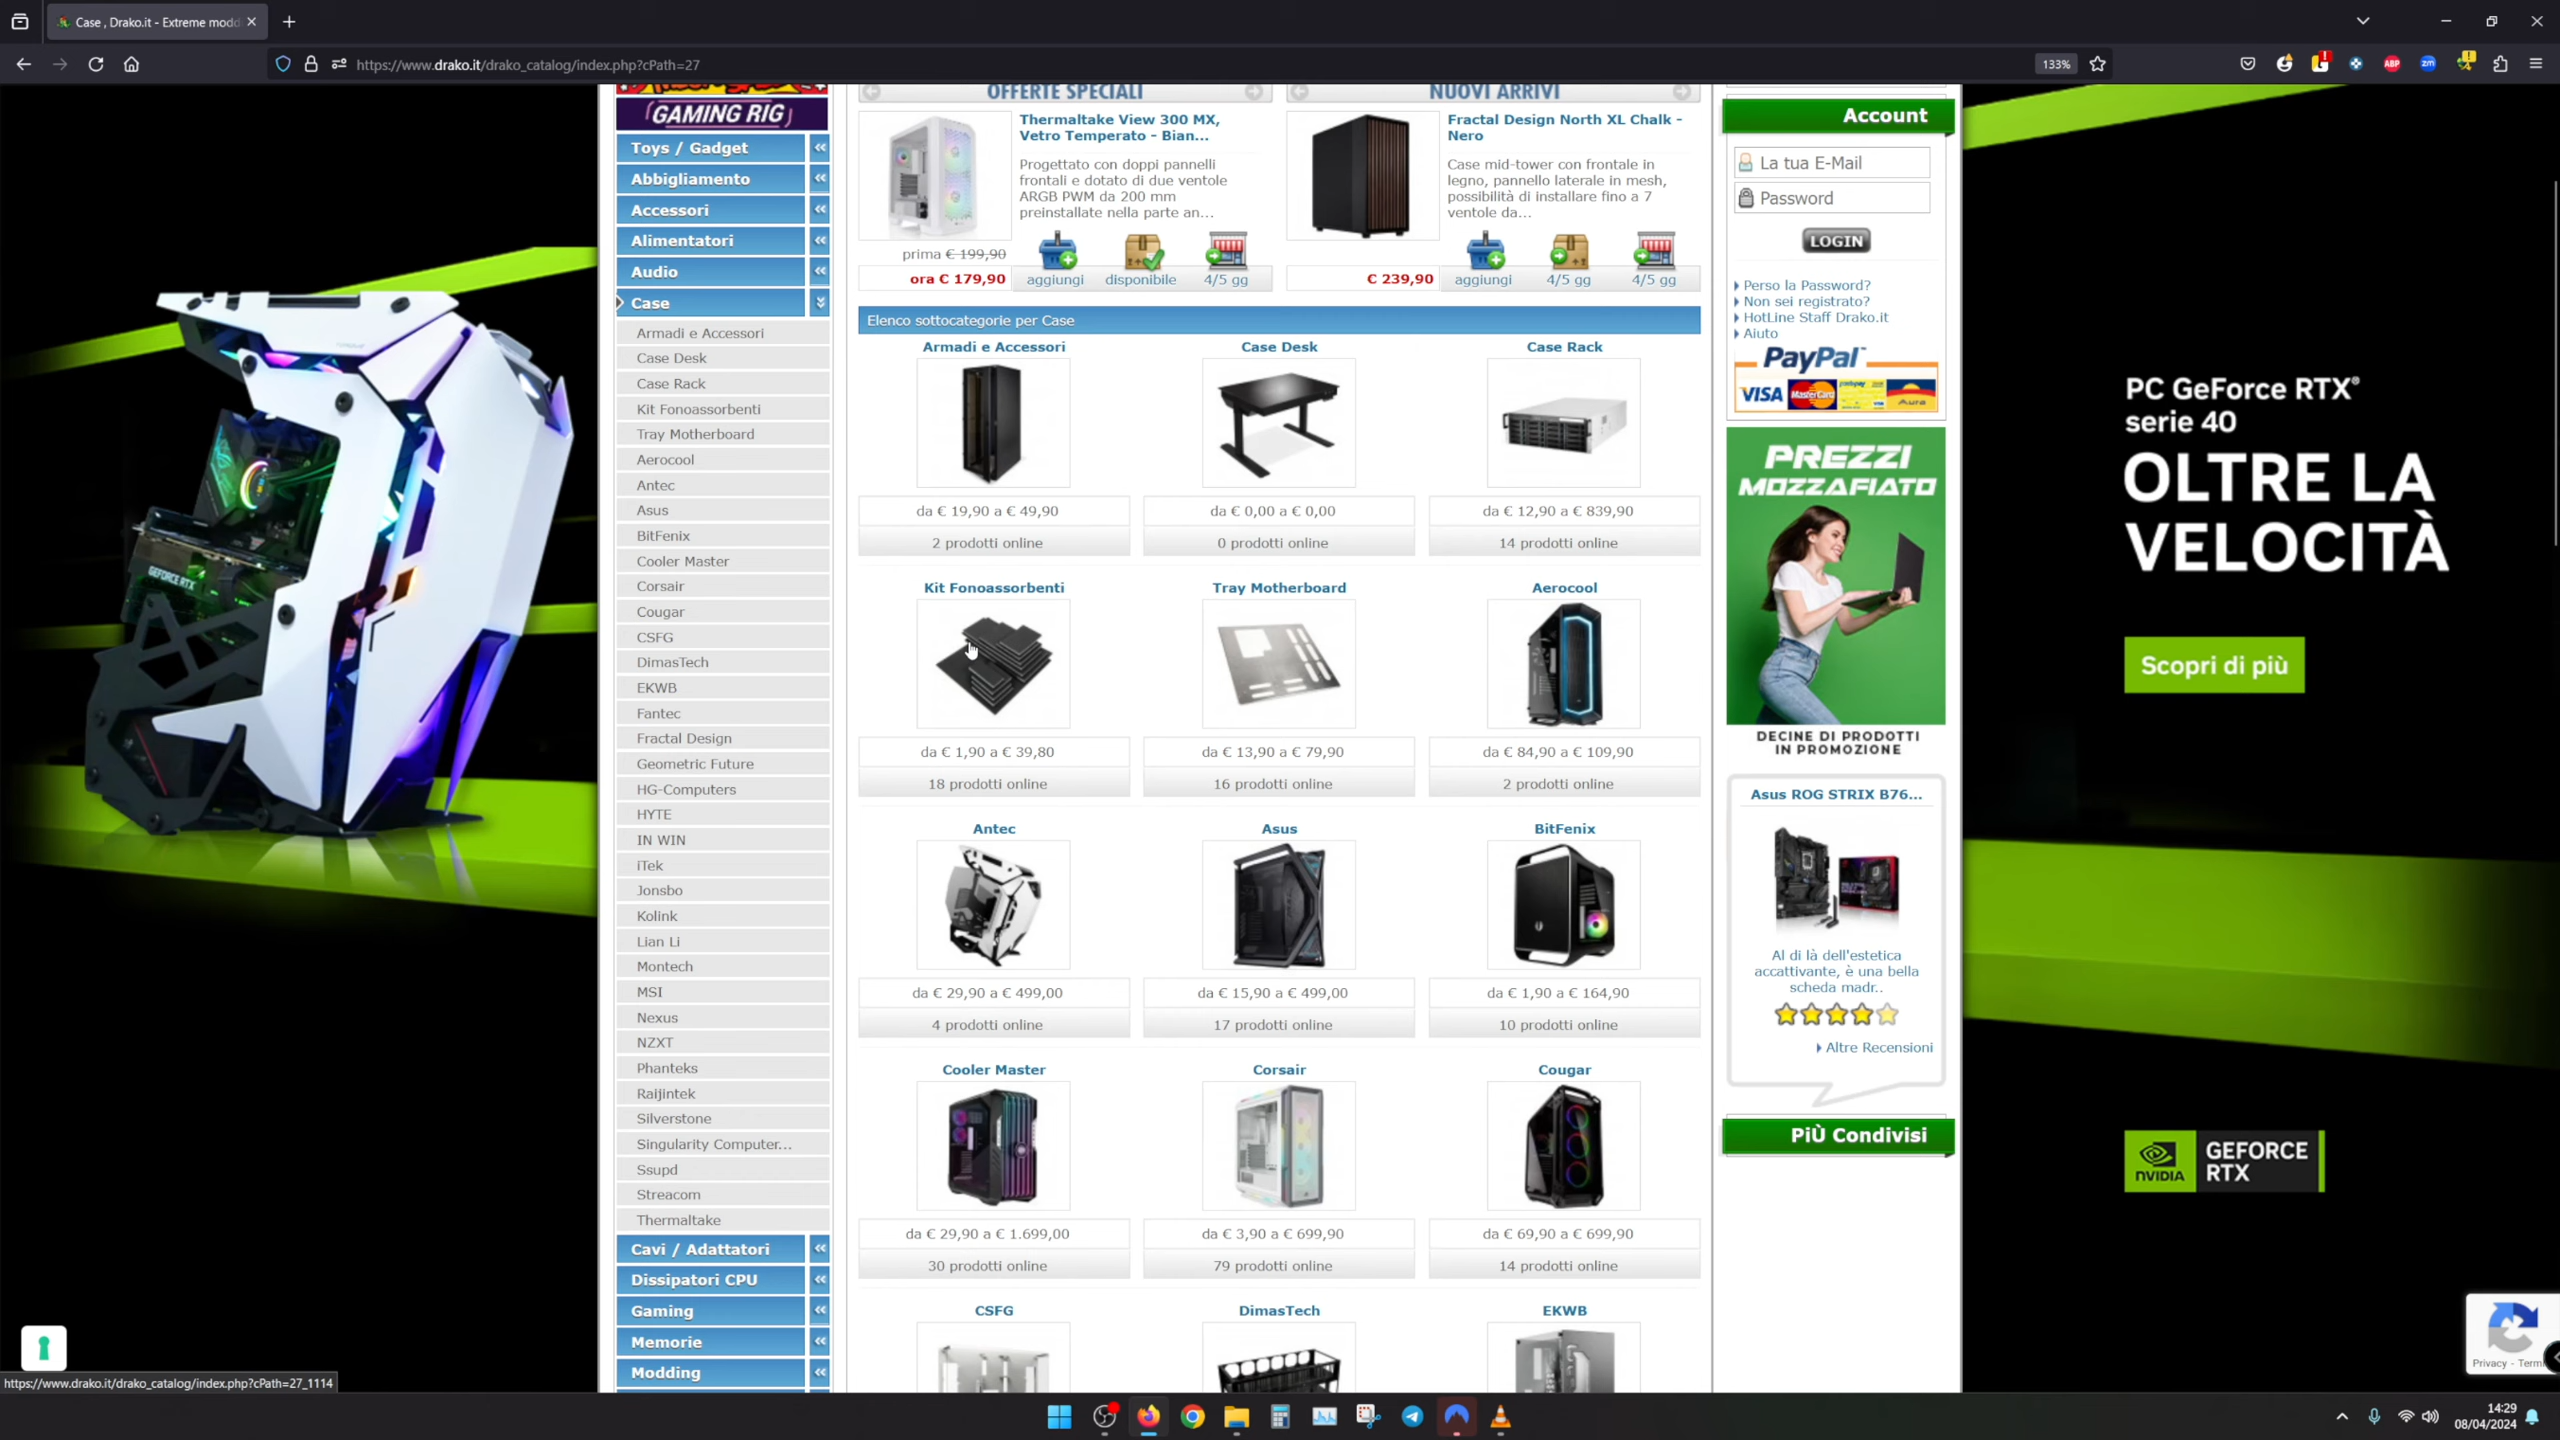 Case , Drako.it - Extreme modd
https://www.drako.it/drako_catalog/index.php?cPath=27
133%
GAMING RIG
Toys / Gadget
Abbigliamento
Accessori
Alimentatori
Audio
Case
Armadi e Accessori
Case Desk
Case Rack
Kit Fonoassorbenti
Tray Motherboard
Aerocool
Antec
Asus
BitFenix
Cooler Master
Corsair
Cougar
CSFG
DimasTech
EKWB
Fantec
Fractal Design
Geometric Future
HG-Computers
HYTE
IN WIN
iTek
Jonsbo
Kolink
Lian Li
Montech
MSI
Nexus
NZXT
Phanteks
Raijintek
Silverstone
Singularity Computer...
Ssupd
Streacom
Thermaltake
Cavi / Adattatori
Dissipatori CPU
Gaming
Memorie
Modding
OFFERTE SPECIALI
Thermaltake View 300 MX,
Vetro Temperato - Bian...
Progettato con doppi pannelli
frontali e dotato di due ventole
ARGB PWM da 200 mm
preinstallate nella parte an...
prima € 199,90
ora € 179,90
aggiungi
disponibile
4/5 gg
NUOVI ARRIVI
Fractal Design North XL Chalk -
Nero
Case mid-tower con frontale in
legno, pannello laterale in mesh,
possibilità di installare fino a 7
ventole da...
€ 239,90
aggiungi
4/5 gg
4/5 gg
Elenco sottocategorie per Case
Armadi e Accessori
Case Desk
Case Rack
da € 19,90 a € 49,90
da € 0,00 a € 0,00
da € 12,90 a € 839,90
2 prodotti online
0 prodotti online
14 prodotti online
Kit Fonoassorbenti
Tray Motherboard
Aerocool
da € 1,90 a € 39,80
da € 13,90 a € 79,90
da € 84,90 a € 109,90
18 prodotti online
16 prodotti online
2 prodotti online
Antec
Asus
BitFenix
da € 29,90 a € 499,00
da € 15,90 a € 499,00
da € 1,90 a € 164,90
4 prodotti online
17 prodotti online
10 prodotti online
Cooler Master
Corsair
Cougar
da € 29,90 a € 1.699,00
da € 3,90 a € 699,90
da € 69,90 a € 699,90
30 prodotti online
79 prodotti online
14 prodotti online
CSFG
DimasTech
EKWB
Account
La tua E-Mail
Password
LOGIN
Perso la Password?
Non sei registrato?
HotLine Staff Drako.it
Aiuto
PayPal
VISA
MasterCard
postepay
Aura
PREZZI
MOZZAFIATO
DECINE DI PRODOTTI
IN PROMOZIONE
Asus ROG STRIX B76...
Al di là dell'estetica
accattivante, è una bella
scheda madr..
Altre Recensioni
PiÙ Condivisi
GEFORCE RTX
PC GeForce RTX®
serie 40
OLTRE LA
VELOCITÀ
Scopri di più
NVIDIA
GEFORCE
RTX
Privacy - Term
https://www.drako.it/drako_catalog/index.php?cPath=27_1114
ABP
zm
14:29
08/04/2024